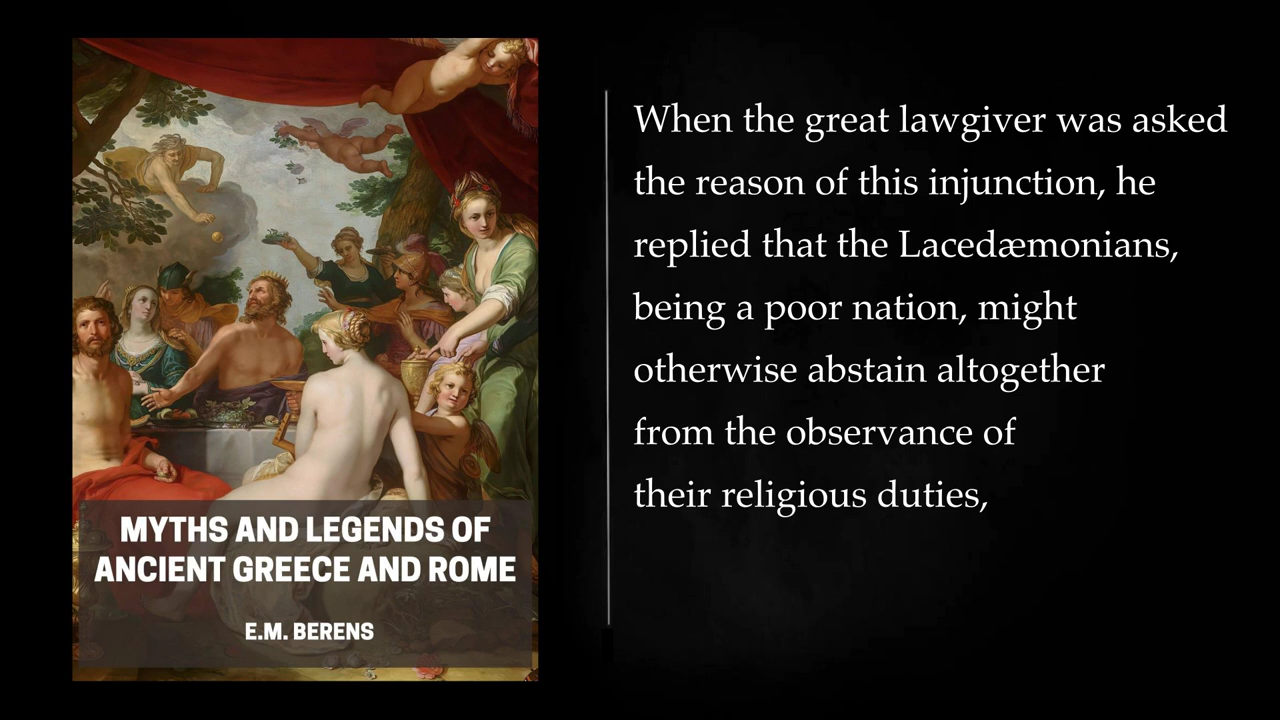 MYTHS AND LEGENDS OF
ANCIENT GREECE AND ROME
E.M. BERENS
When the great lawgiver was asked
the reason of this injunction, he
replied that the Lacedæmonians,
being a poor nation, might
otherwise abstain altogether
from the observance of
their religious duties,